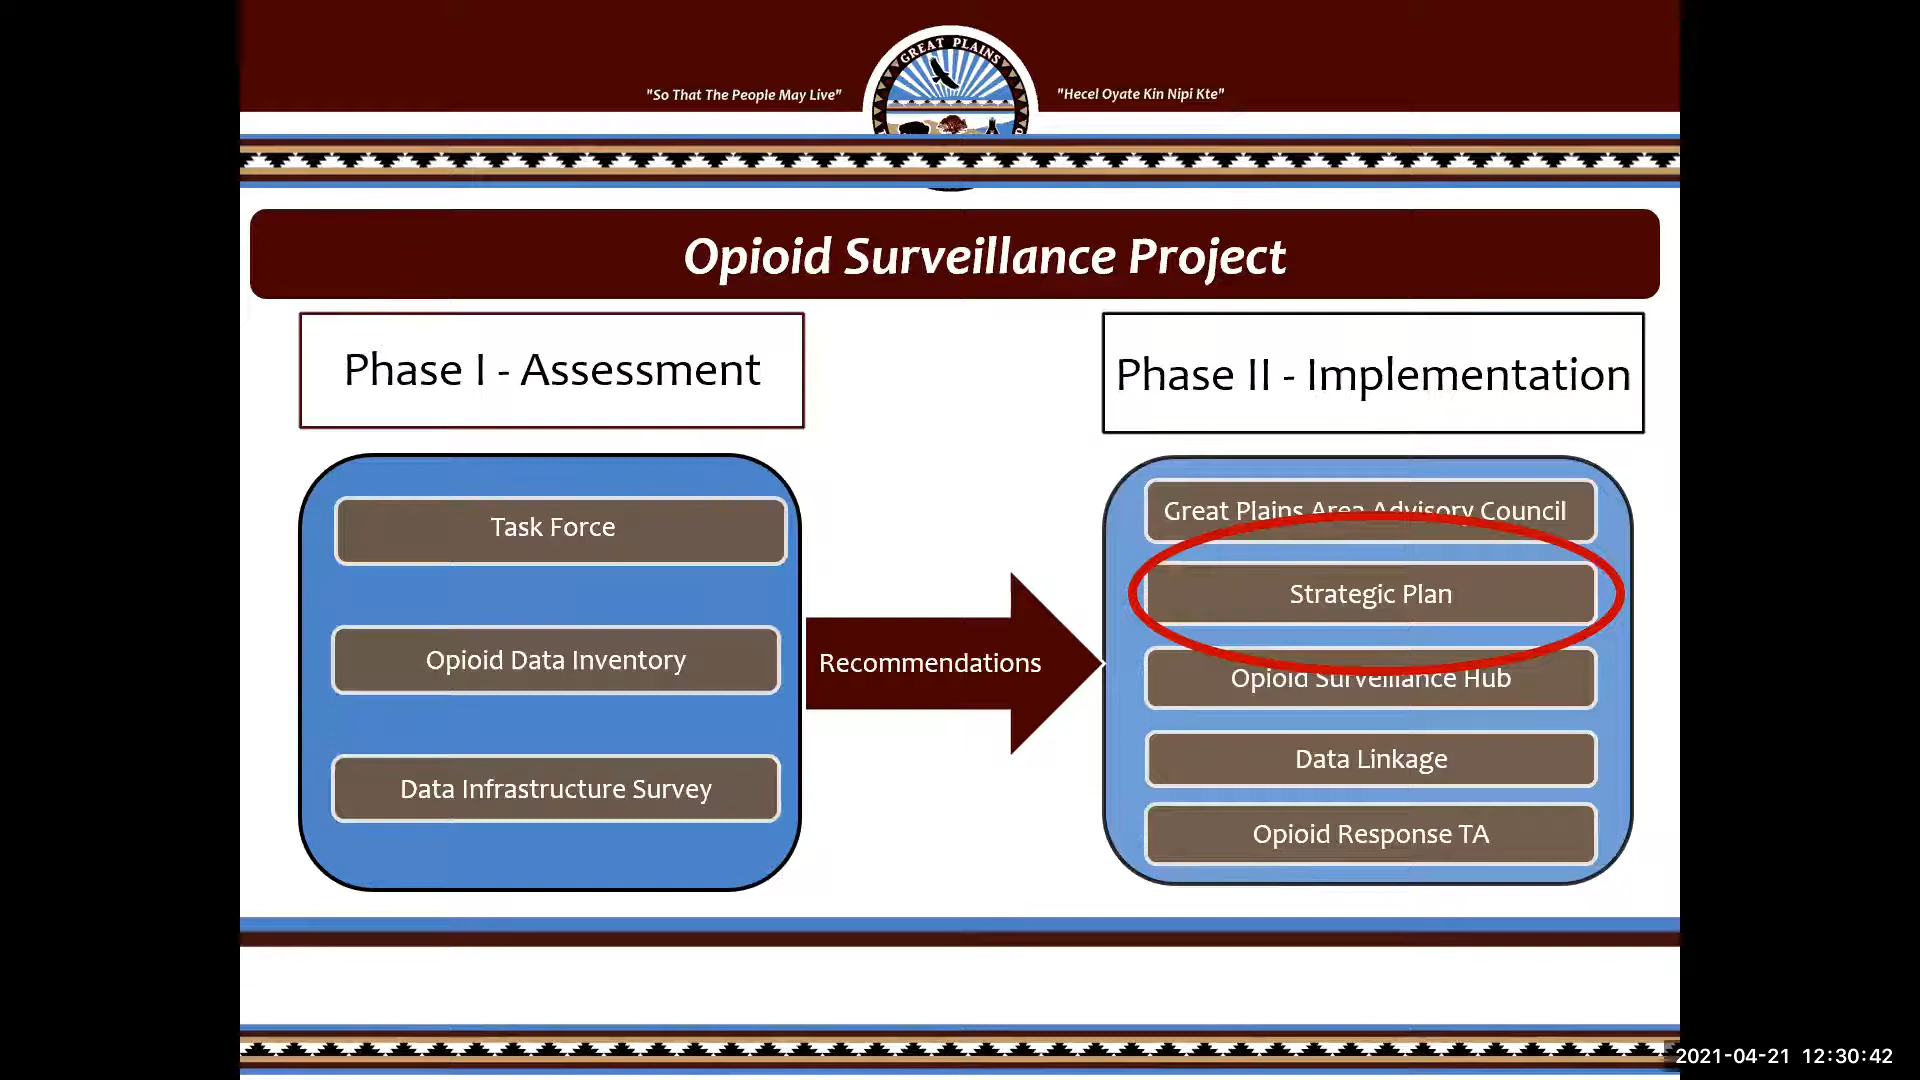 GREAT PLAINS
"So That The People May Live"
"Hecel Oyate Kin Nipi Kte"
Opioid Surveillance Project
Phase I - Assessment
Phase II - Implementation
Task Force
Opioid Data Inventory
Data Infrastructure Survey
Recommendations
Great Plains Area Advisory Council
Strategic Plan
Opioid Surveillance Hub
Data Linkage
Opioid Response TA
2021-04-21 12:30:42